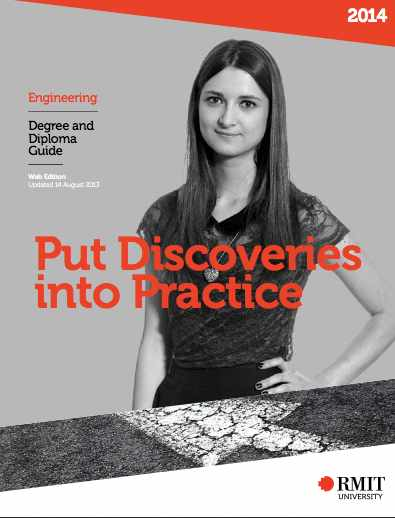 2014
Engineering
Degree and
Diploma
Guide
Web Edition
Updated 14 August 2013
Put Discoveries
into Practice
RMIT
UNIVERSITY